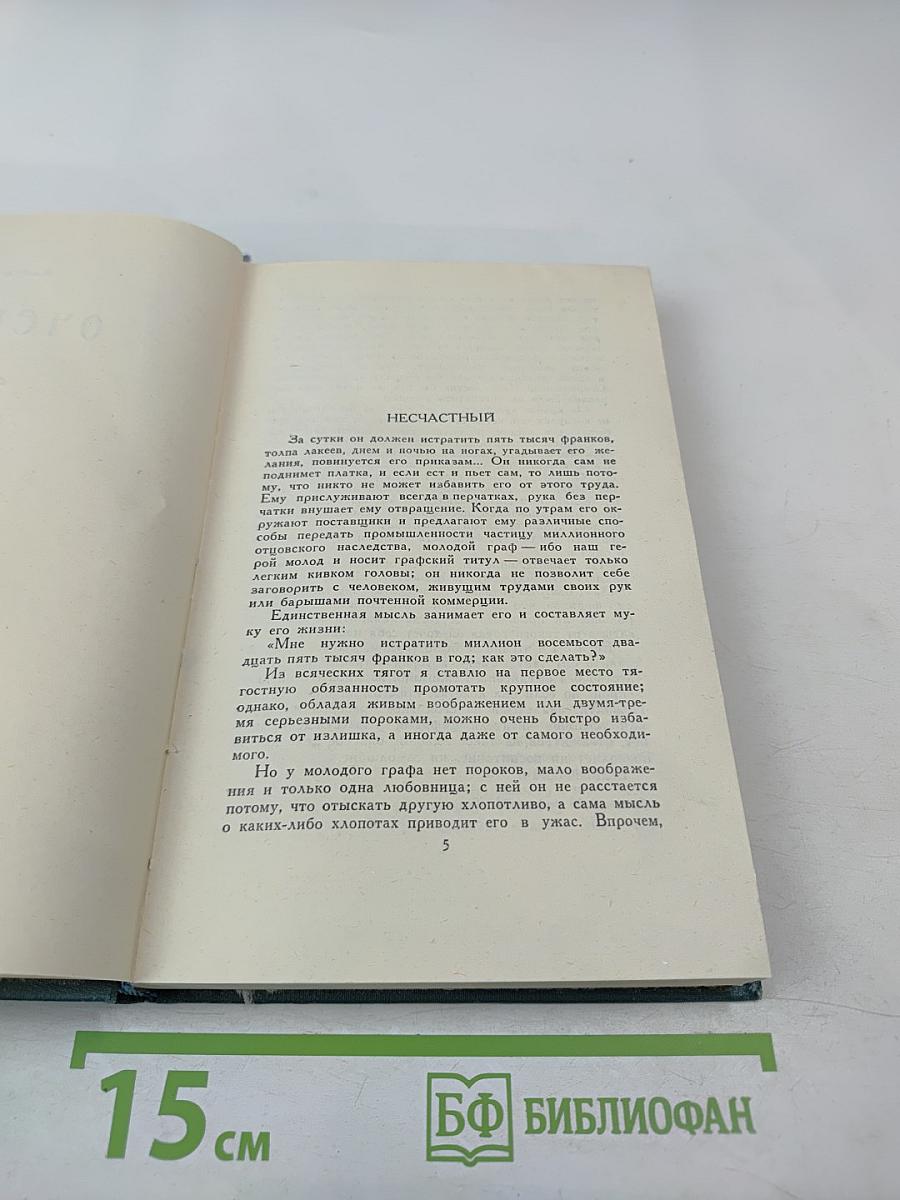 оче
НЕСЧАСТНЫЙ
За сутки он должен истратить пять тысяч франков,
толпа лакеев, днем и ночью на ногах, угадывает его же-
лания, повинуется его приказам... Он никогда сам не
поднимет платка, и если ест и пьет сам, то лишь пото-
му, что никто не может избавить его от этого труда.
Ему прислуживают всегда в перчатках, рука без пер-
чатки внушает ему отвращение. Когда по утрам его ок-
ружают поставщики и предлагают ему различные спо-
собы передать промышленности частицу миллионного
отцовского наследства, молодой граф — ибо наш ге-
рой молод и носит графский титул — отвечает только
легким кивком головы; он никогда не позволит себе
заговорить с человеком, живущим трудами своих рук
или барышами почтенной коммерции.
Единственная мысль занимает его и составляет му-
ку его жизни:
«Мне нужно истратить миллион восемьсот два-
дцать пять тысяч франков в год; как это сделать?»
Из всяческих тягот я ставлю на первое место тя-
гостную обязанность промотать крупное состояние;
однако, обладая живым воображением или двумя-тре-
мя серьезными пороками, можно очень быстро изба-
виться от излишка, а иногда даже от самого необходи-
мого.
Но у молодого графа нет пороков, мало воображе-
ния и только одна любовница; с ней он не расстается
потому, что отыскать другую хлопотливо, а сама мысль
о каких-либо хлопотах приводит его в ужас. Впрочем,
5
15 см
БФ БИБЛИОФАН